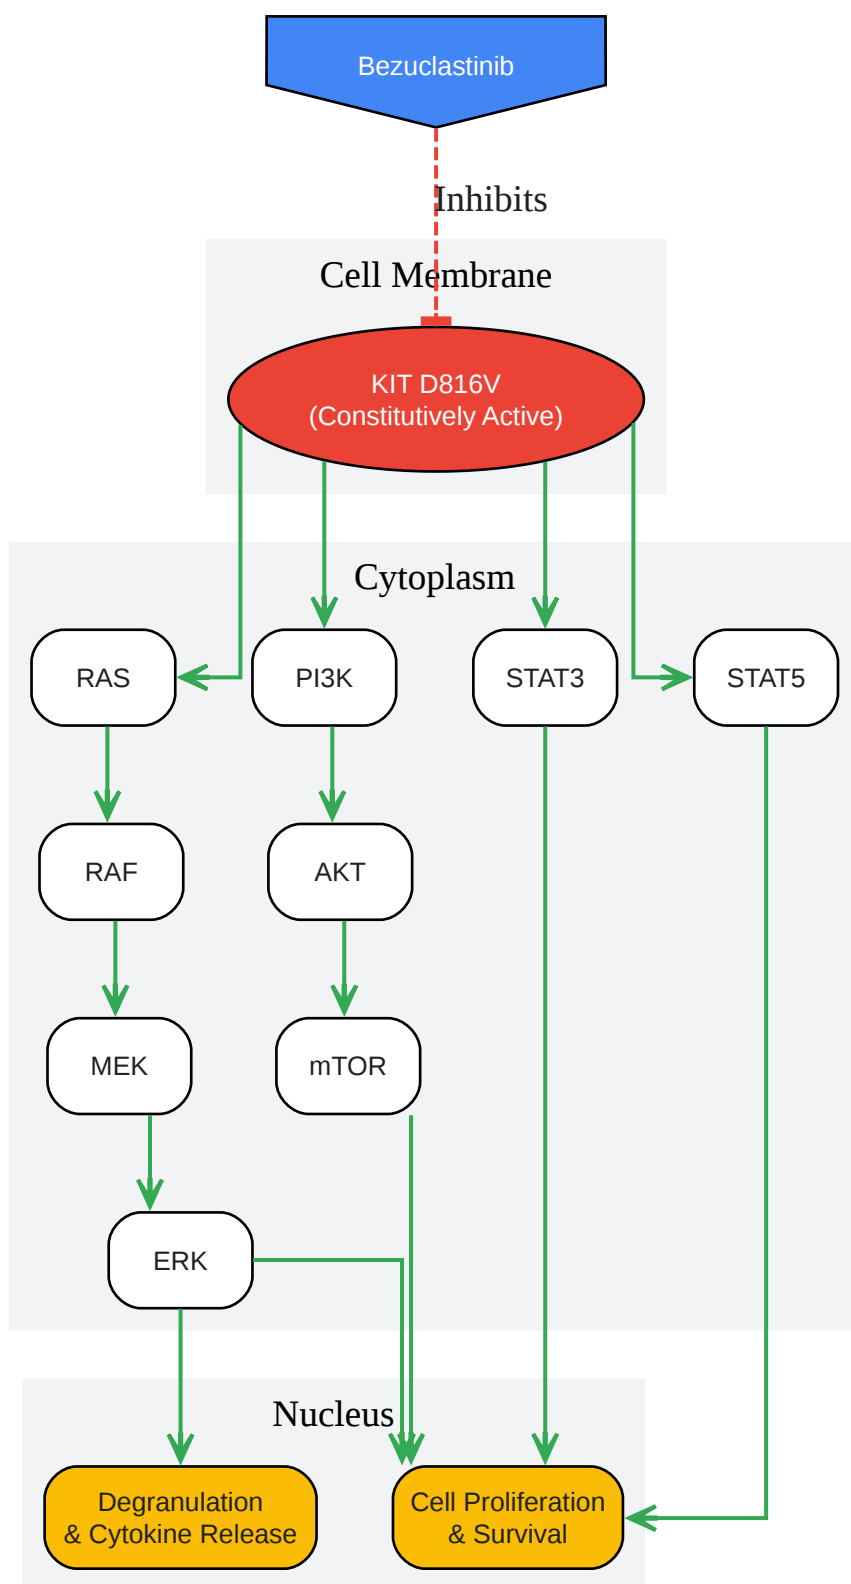 Bezuclastinib
Inhibits
Cell Membrane
KIT D816V
(Constitutively Active)
Cytoplasm
RAS
PI3K
STAT3
STAT5
RAF
AKT
MEK
mTOR
ERK
Nucleus
Degranulation
& Cytokine Release
Cell Proliferation
& Survival